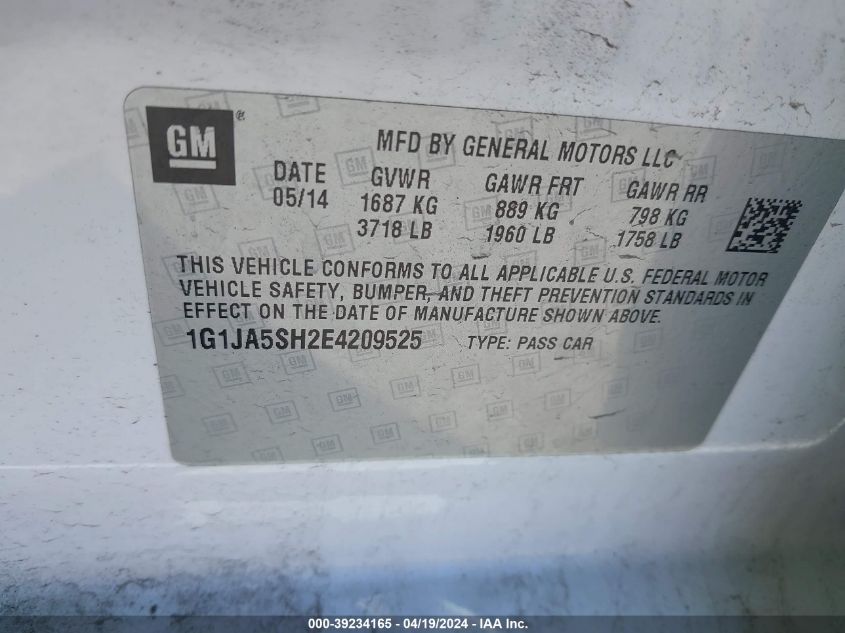 GM ®
MFD BY GENERAL MOTORS LLC
DATE GVWR GAWR FRT GAWR RR
05/14 1687 KG 889 KG 798 KG
3718 LB 1960 LB 1758 LB
THIS VEHICLE CONFORMS TO ALL APPLICABLE U.S. FEDERAL MOTOR
VEHICLE SAFETY, BUMPER, AND THEFT PREVENTION STANDARDS IN
EFFECT ON THE DATE OF MANUFACTURE SHOWN ABOVE.
1G1JA5SH2E4209525 TYPE: PASS CAR
000-39234165 - 04/19/2024 - IAA Inc.